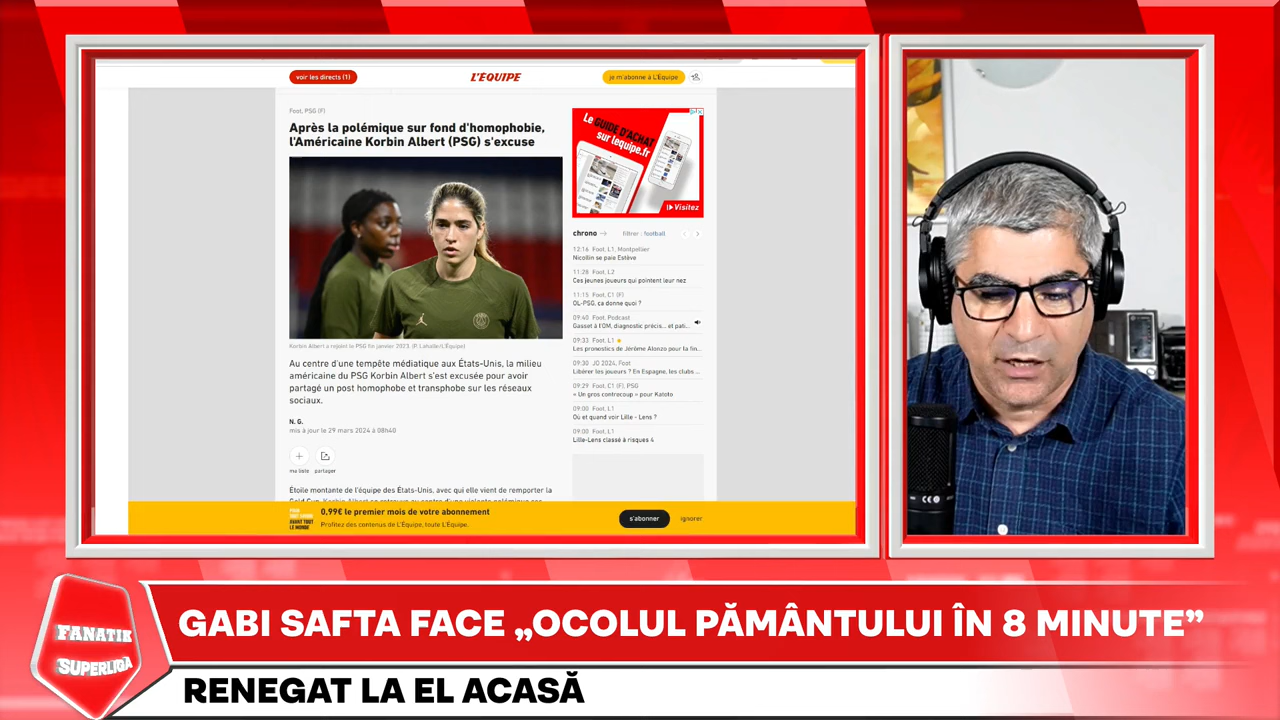 voir les directs (1)
L'ÉQUIPE
je m'abonne à L'Équipe
Foot, PSG (F)
Après la polémique sur fond d'homophobie,
l'Américaine Korbin Albert (PSG) s'excuse
Korbin Albert a rejoint le PSG fin janvier 2023. (P. Lahalle/L'Équipe)
Au centre d'une tempête médiatique aux États-Unis, la milieu
américaine du PSG Korbin Albert s'est excusée pour avoir
partagé un post homophobe et transphobe sur les réseaux
sociaux.
N. G.
mis à jour le 29 mars 2024 à 08h40
ma liste partager
Étoile montante de l'équipe des États-Unis, avec qui elle vient de remporter la
Le GUIDE D'ACHAT
sur lequipe.fr
Visitez
chrono
filtrer : football
12:16 Foot, L1, Montpellier
Nicollin se paie Estève
11:28 Foot, L2
Ces jeunes joueurs qui pointent leur nez
11:15 Foot, C1 (F)
OL-PSG, ça donne quoi ?
09:40 Foot, Podcast
Gasset à l'OM, diagnostic précis... et pati...
09:33 Foot, L1
Les pronostics de Jérôme Alonzo pour la fin...
09:30 JO 2024, Foot
Libérer les joueurs ? En Espagne, les clubs ...
09:29 Foot, C1 (F), PSG
« Un gros contrecoup » pour Katoto
09:00 Foot, L1
Où et quand voir Lille - Lens ?
09:00 Foot, L1
Lille-Lens classé à risques 4
0,99€ le premier mois de votre abonnement
Profitez des contenus de L'Équipe, toute L'Équipe.
s'abonner
ignorer
FANATIK
SUPERLIGA
GABI SAFTA FACE „OCOLUL PĂMÂNTULUI ÎN 8 MINUTE”
RENEGAT LA EL ACASĂ